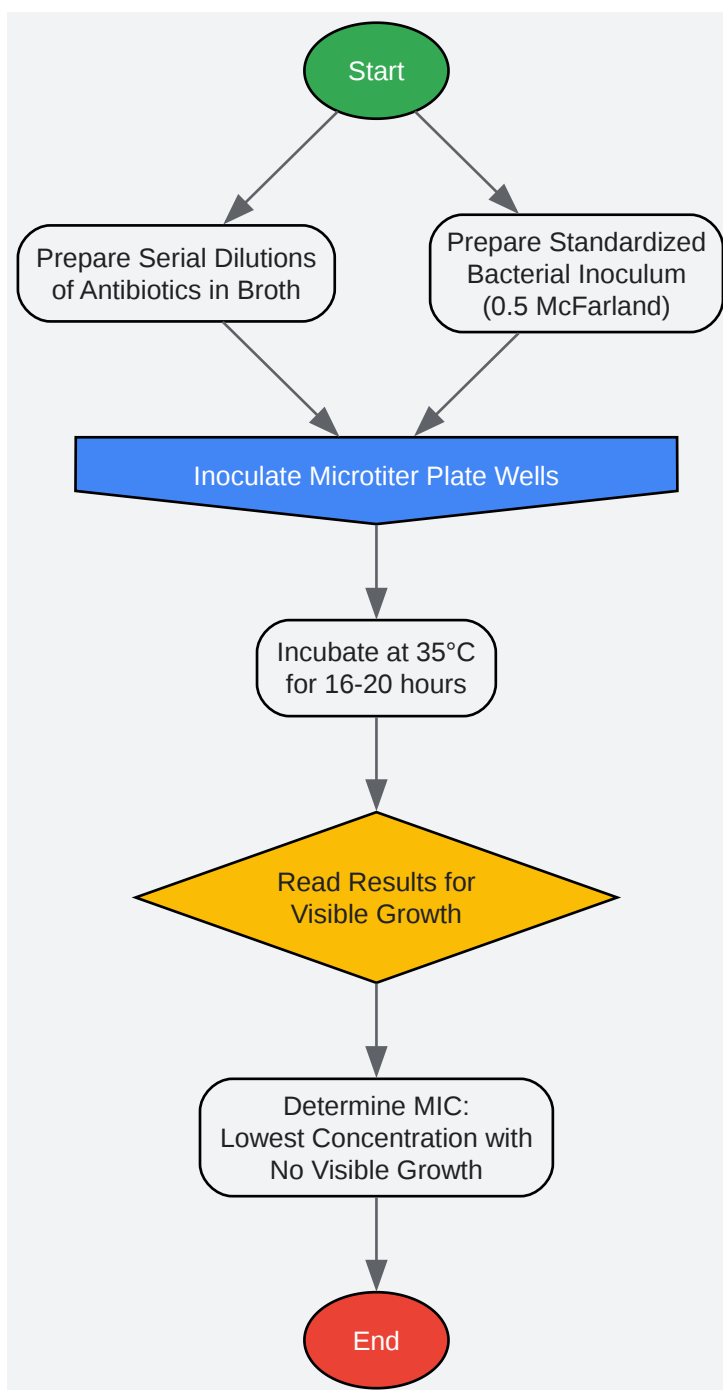 Start
Prepare Serial Dilutions
of Antibiotics in Broth
Prepare Standardized
Bacterial Inoculum
(0.5 McFarland)
Inoculate Microtiter Plate Wells
Incubate at 35°C
for 16-20 hours
Read Results for
Visible Growth
Determine MIC:
Lowest Concentration with
No Visible Growth
End